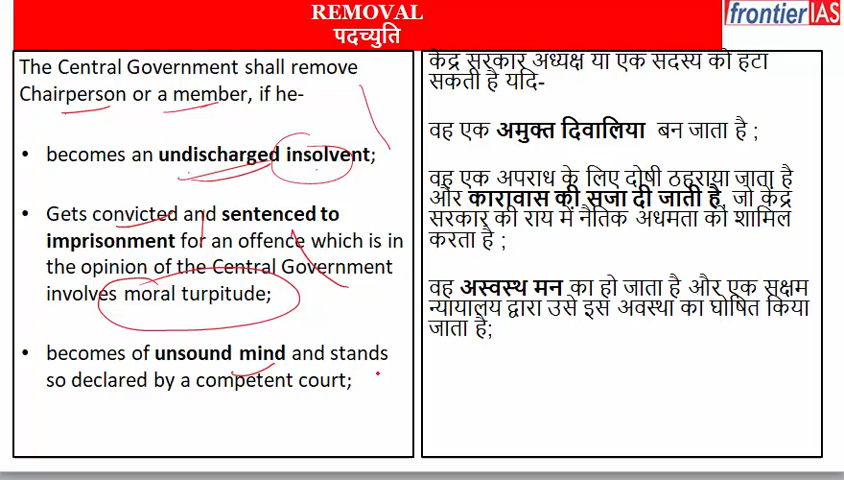 REMOVAL
पदच्युति
frontierIAS
The Central Government shall remove
Chairperson or a member, if he-
• becomes an undischarged insolvent;
• Gets convicted and sentenced to
imprisonment for an offence which is in
the opinion of the Central Government
involves moral turpitude;
• becomes of unsound mind and stands
so declared by a competent court;
केंद्र सरकार अध्यक्ष या एक सदस्य को हटा
सकती है यदि-
वह एक अमुक्त दिवालिया बन जाता है ;
वह एक अपराध के लिए दोषी ठहराया जाता है
और कारावास की सजा दी जाती है, जो केंद्र
सरकार की राय में नैतिक अधमता को शामिल
करता है ;
वह अस्वस्थ मन का हो जाता है और एक सक्षम
न्यायालय द्वारा उसे इस अवस्था का घोषित किया
जाता है;